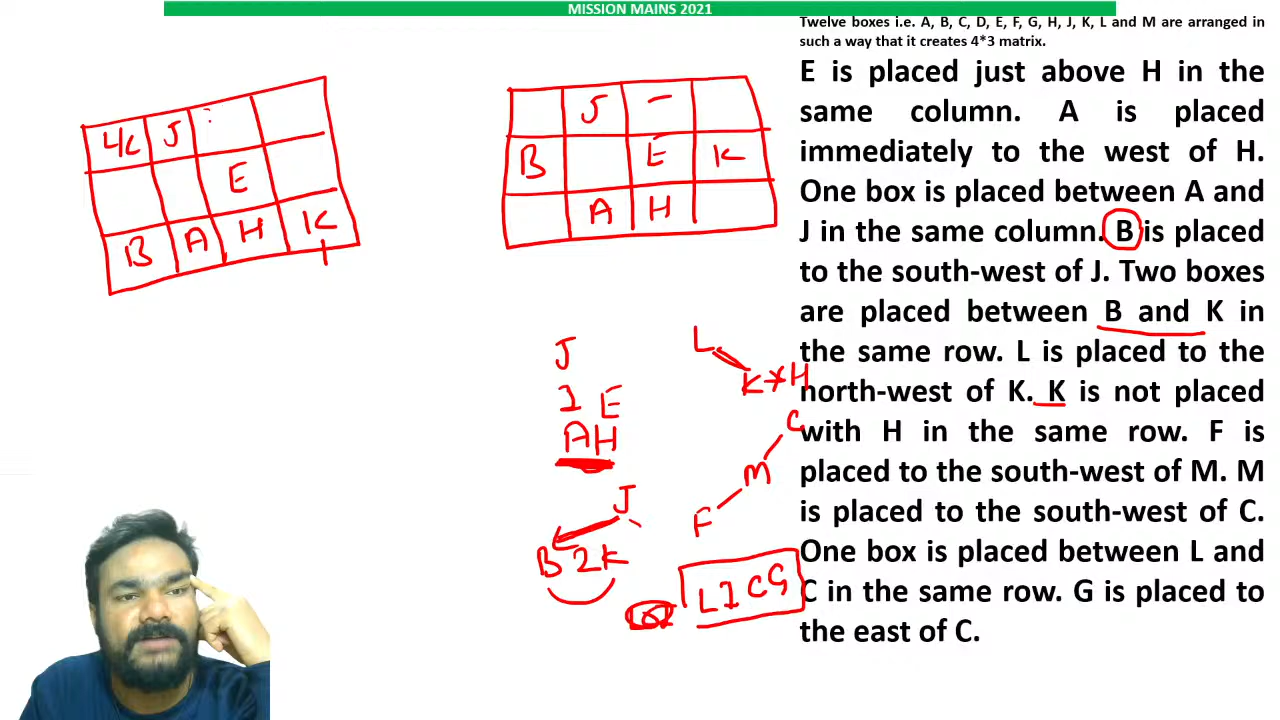 MISSION MAINS 2021
Twelve boxes i.e. A, B, C, D, E, F, G, H, J, K, L and M are arranged in
such a way that it creates 4*3 matrix.
E is placed just above H in the
same column. A is placed
immediately to the west of H.
One box is placed between A and
J in the same column. B is placed
to the south-west of J. Two boxes
are placed between B and K in
the same row. L is placed to the
north-west of K. K is not placed
with H in the same row. F is
placed to the south-west of M. M
is placed to the south-west of C.
One box is placed between L and
C in the same row. G is placed to
the east of C.
J
E
B A H K
J –
B E K
A H
J
1 E
A H
J
B 2 K
L
K H
C
M
F
L 1 C G